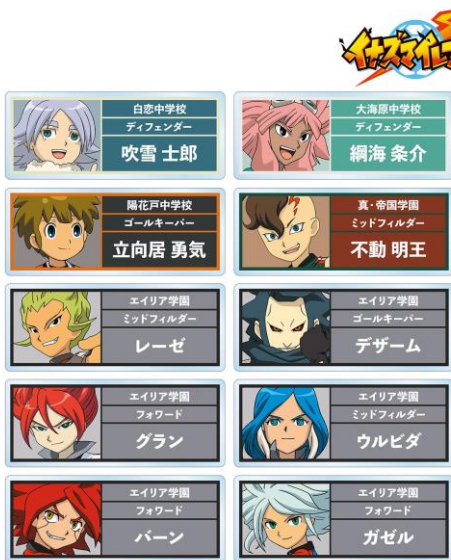 イナズマイレブ
白恋中学校
ディフェンダー
吹雪 士郎
大海原中学校
ディフェンダー
綱海 条介
陽花戸中学校
ゴールキーパー
立向居 勇気
真・帝国学園
ミッドフィルダー
不動 明王
エイリア学園
ミッドフィルダー
レーゼ
エイリア学園
ゴールキーパー
デザーム
エイリア学園
フォワード
グラン
エイリア学園
ミッドフィルダー
ウルビダ
エイリア学園
フォワード
バーン
エイリア学園
フォワード
ガゼル